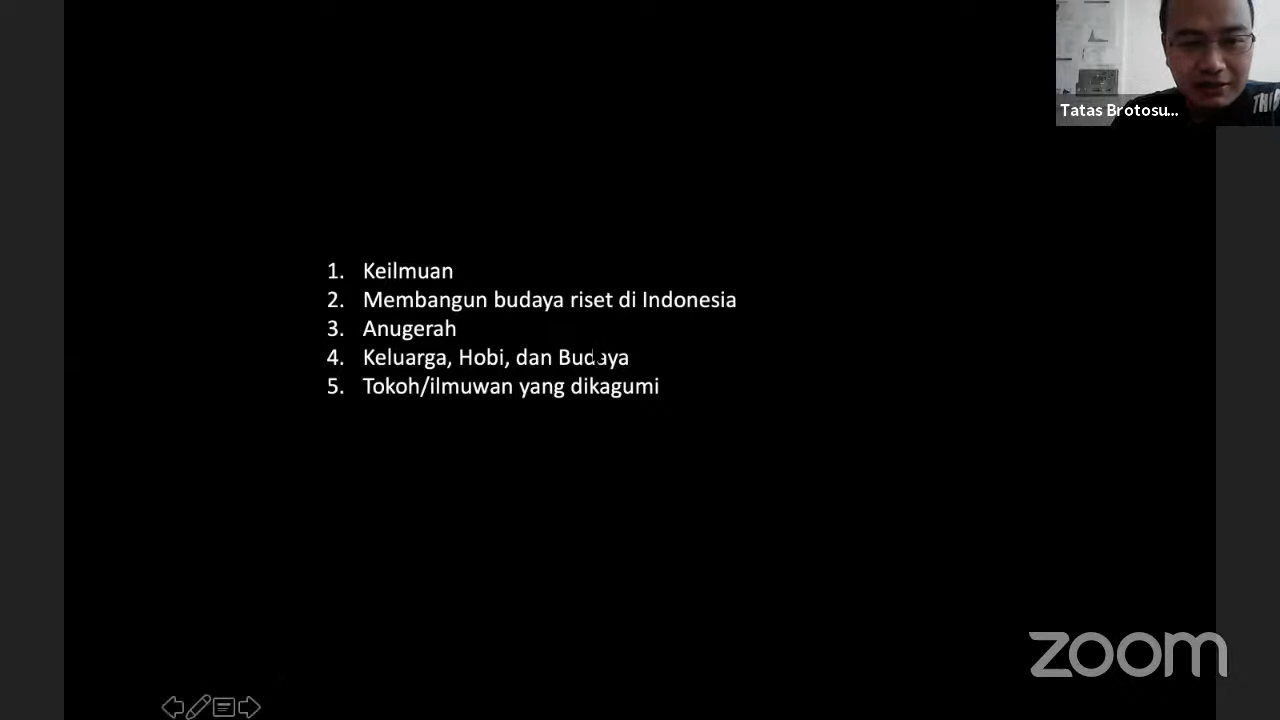 Tatas Brotosu...
1. Keilmuan
2. Membangun budaya riset di Indonesia
3. Anugerah
4. Keluarga, Hobi, dan Budaya
5. Tokoh/ilmuwan yang dikagumi
zoom